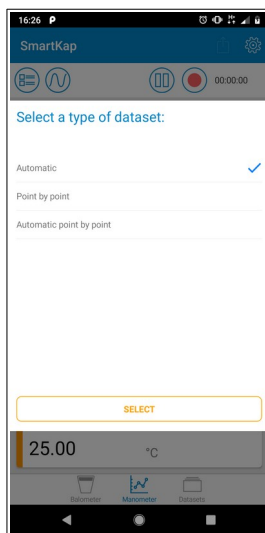 16:26 P
SmartKap
00:00:00
Select a type of dataset:
Automatic
Point by point
Automatic point by point
SELECT
25.00 °C
Balometer Manometer Datasets